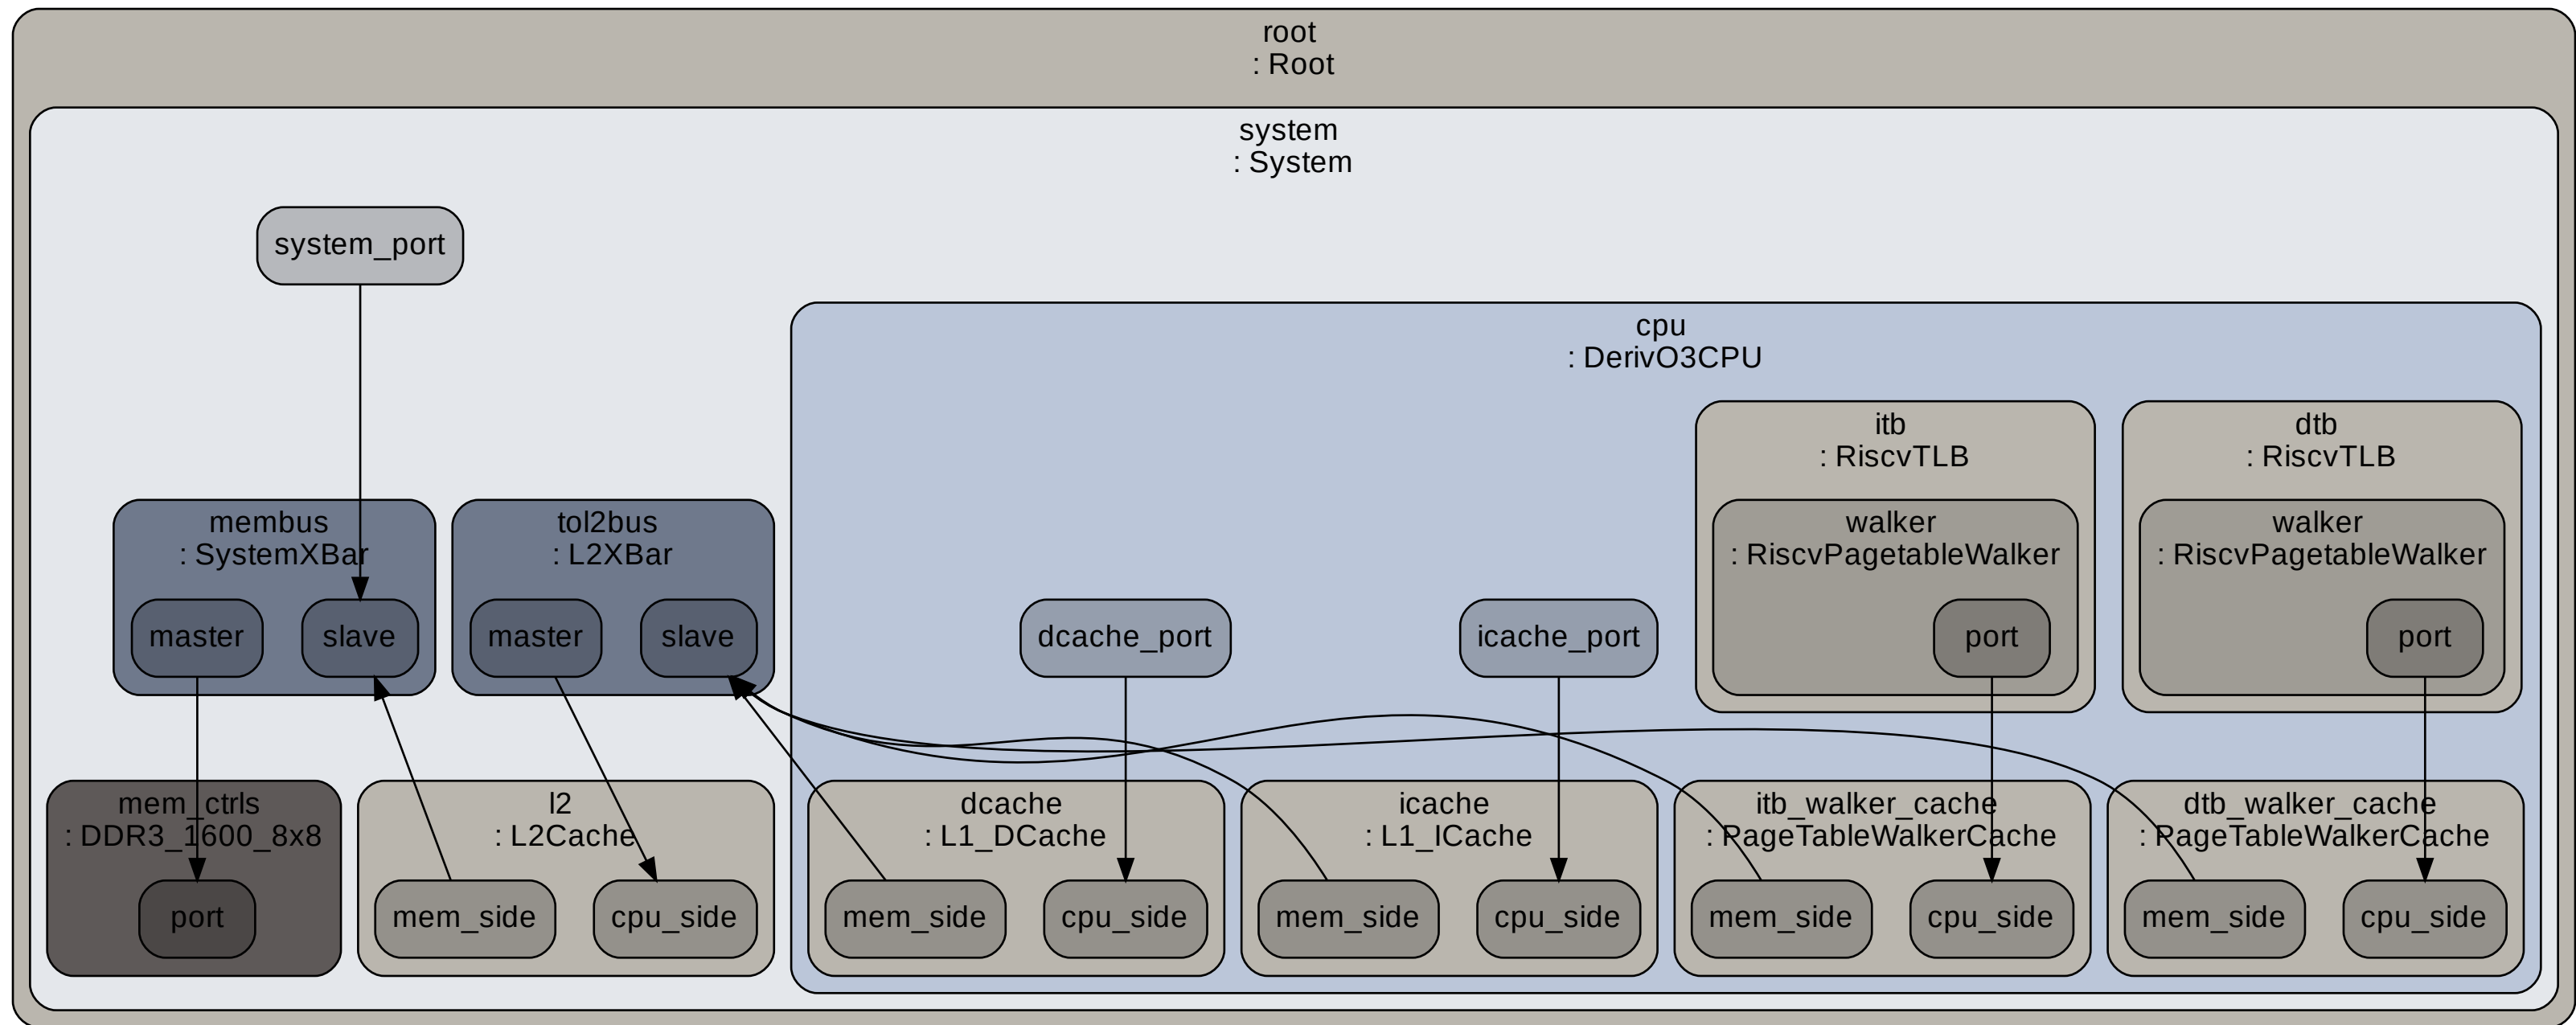 root
: Root
system
: System
system_port
cpu
: DerivO3CPU
itb
: RiscvTLB
dtb
: RiscvTLB
membus
: SystemXBar
tol2bus
: L2XBar
walker
: RiscvPagetableWalker
walker
: RiscvPagetableWalker
master
slave
master
slave
dcache_port
icache_port
port
port
mem_ctrls
: DDR3_1600_8x8
l2
: L2Cache
dcache
: L1_DCache
icache
: L1_ICache
itb_walker_cache
: PageTableWalkerCache
dtb_walker_cache
: PageTableWalkerCache
port
mem_side
cpu_side
mem_side
cpu_side
mem_side
cpu_side
mem_side
cpu_side
mem_side
cpu_side